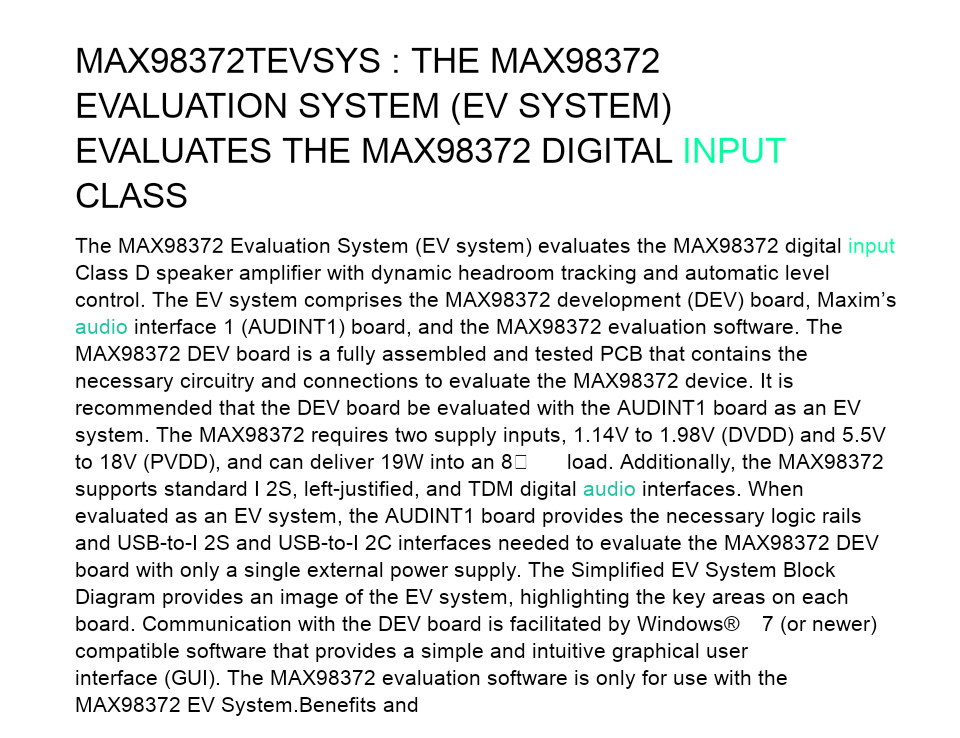 MAX98372TEVSYS : THE MAX98372
EVALUATION SYSTEM (EV SYSTEM)
EVALUATES THE MAX98372 DIGITAL INPUT
CLASS
The MAX98372 Evaluation System (EV system) evaluates the MAX98372 digital input
Class D speaker amplifier with dynamic headroom tracking and automatic level
control. The EV system comprises the MAX98372 development (DEV) board, Maxim’s
audio interface 1 (AUDINT1) board, and the MAX98372 evaluation software. The
MAX98372 DEV board is a fully assembled and tested PCB that contains the
necessary circuitry and connections to evaluate the MAX98372 device. It is
recommended that the DEV board be evaluated with the AUDINT1 board as an EV
system. The MAX98372 requires two supply inputs, 1.14V to 1.98V (DVDD) and 5.5V
to 18V (PVDD), and can deliver 19W into an 8□ load. Additionally, the MAX98372
supports standard I 2S, left-justified, and TDM digital audio interfaces. When
evaluated as an EV system, the AUDINT1 board provides the necessary logic rails
and USB-to-I 2S and USB-to-I 2C interfaces needed to evaluate the MAX98372 DEV
board with only a single external power supply. The Simplified EV System Block
Diagram provides an image of the EV system, highlighting the key areas on each
board. Communication with the DEV board is facilitated by Windows® 7 (or newer)
compatible software that provides a simple and intuitive graphical user
interface (GUI). The MAX98372 evaluation software is only for use with the
MAX98372 EV System.Benefits and